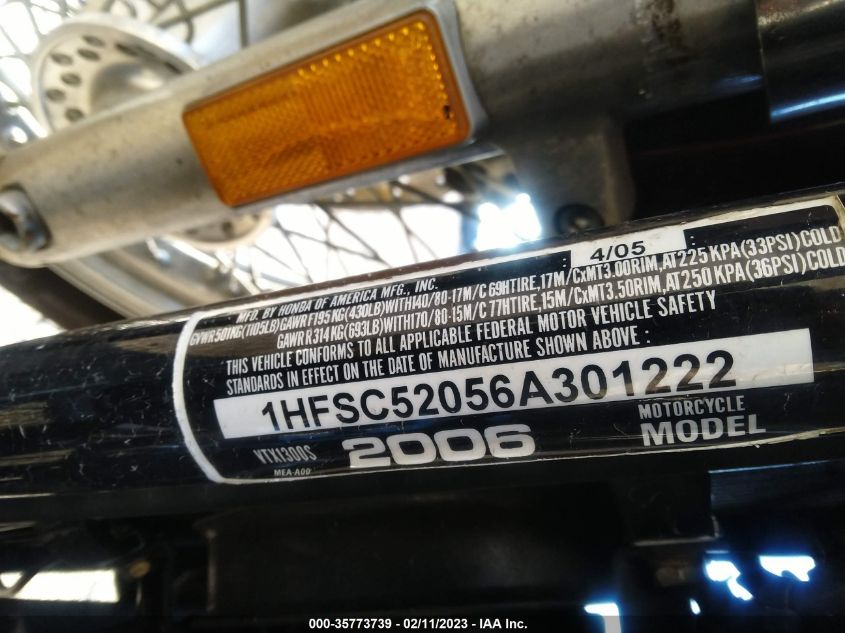 4/05
MFD. BY HONDA OF AMERICA MFG., INC.
GVWR 501KG(1105LB)GAWR F195KG(430LB)WITH140/80-17M/C 69HTIRE,17M/CxMT3.00RIM,AT225 KPA(33PSI)COLD
GAWR R314KG(693LB)WITH170/80-15M/C 77HTIRE,15M/CxMT3.50RIM,AT250 KPA(36PSI)COLD
THIS VEHICLE CONFORMS TO ALL APPLICABLE FEDERAL MOTOR VEHICLE SAFETY
STANDARDS IN EFFECT ON THE DATE OF MANUFACTURE SHOWN ABOVE :
1HFSC52056A301222
VTX1300S 2006 MOTORCYCLE
MEA-A00 MODEL
000-35773739 - 02/11/2023 - IAA Inc.